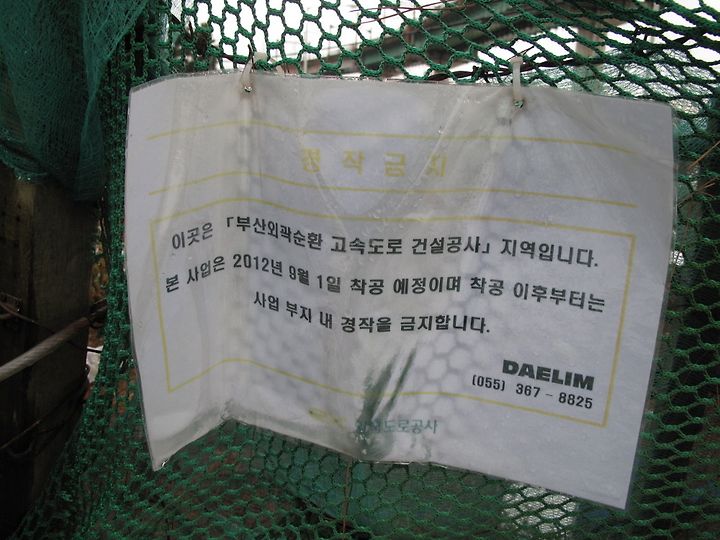 경작금지
이곳은 「부산외곽순환 고속도로 건설공사」 지역입니다.
본 사업은 2012년 9월 1일 착공 예정이며 착공 이후부터는
사업 부지 내 경작을 금지합니다.
DAELIM
(055) 367 - 8825
한국도로공사